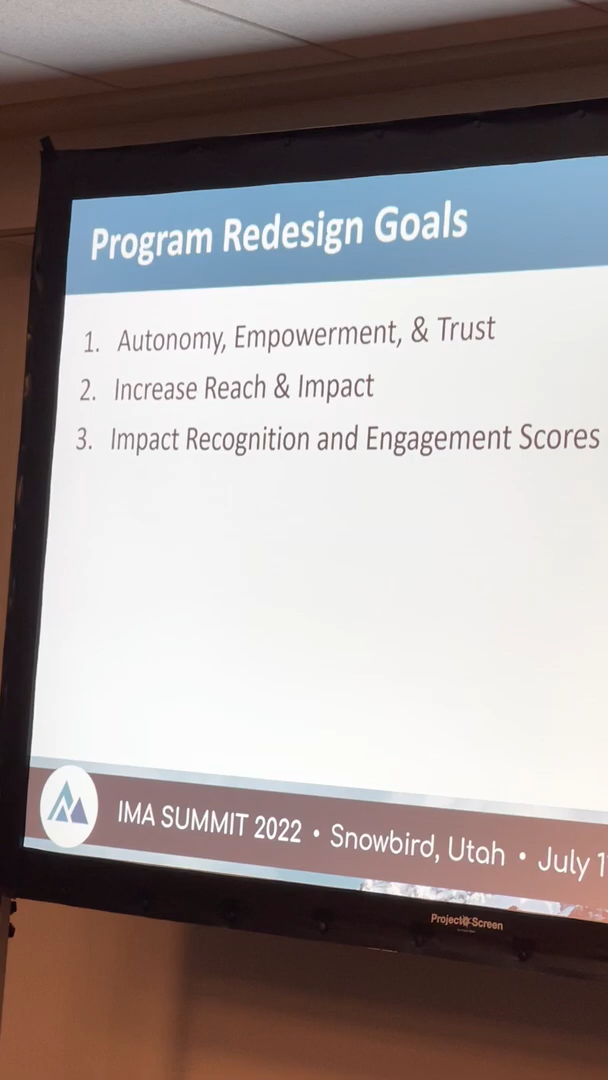 Program Redesign Goals
1. Autonomy, Empowerment, & Trust
2. Increase Reach & Impact
3. Impact Recognition and Engagement Scores
IMA SUMMIT 2022 • Snowbird, Utah • July 1
Project Screen